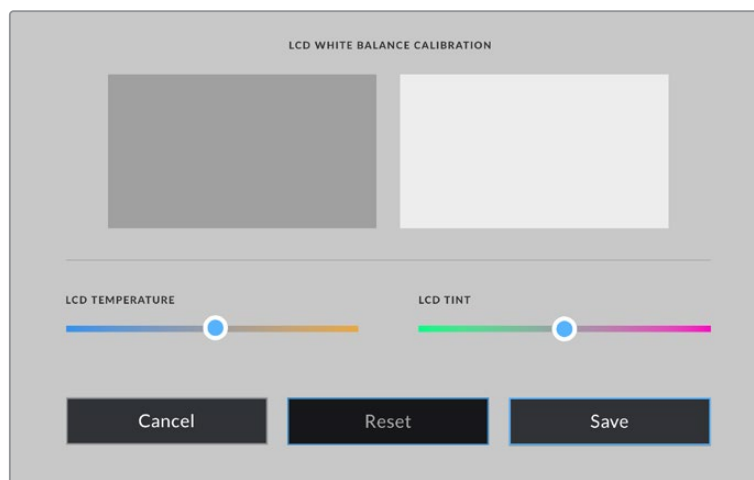 LCD WHITE BALANCE CALIBRATION
LCD TEMPERATURE
LCD TINT
Cancel
Reset
Save